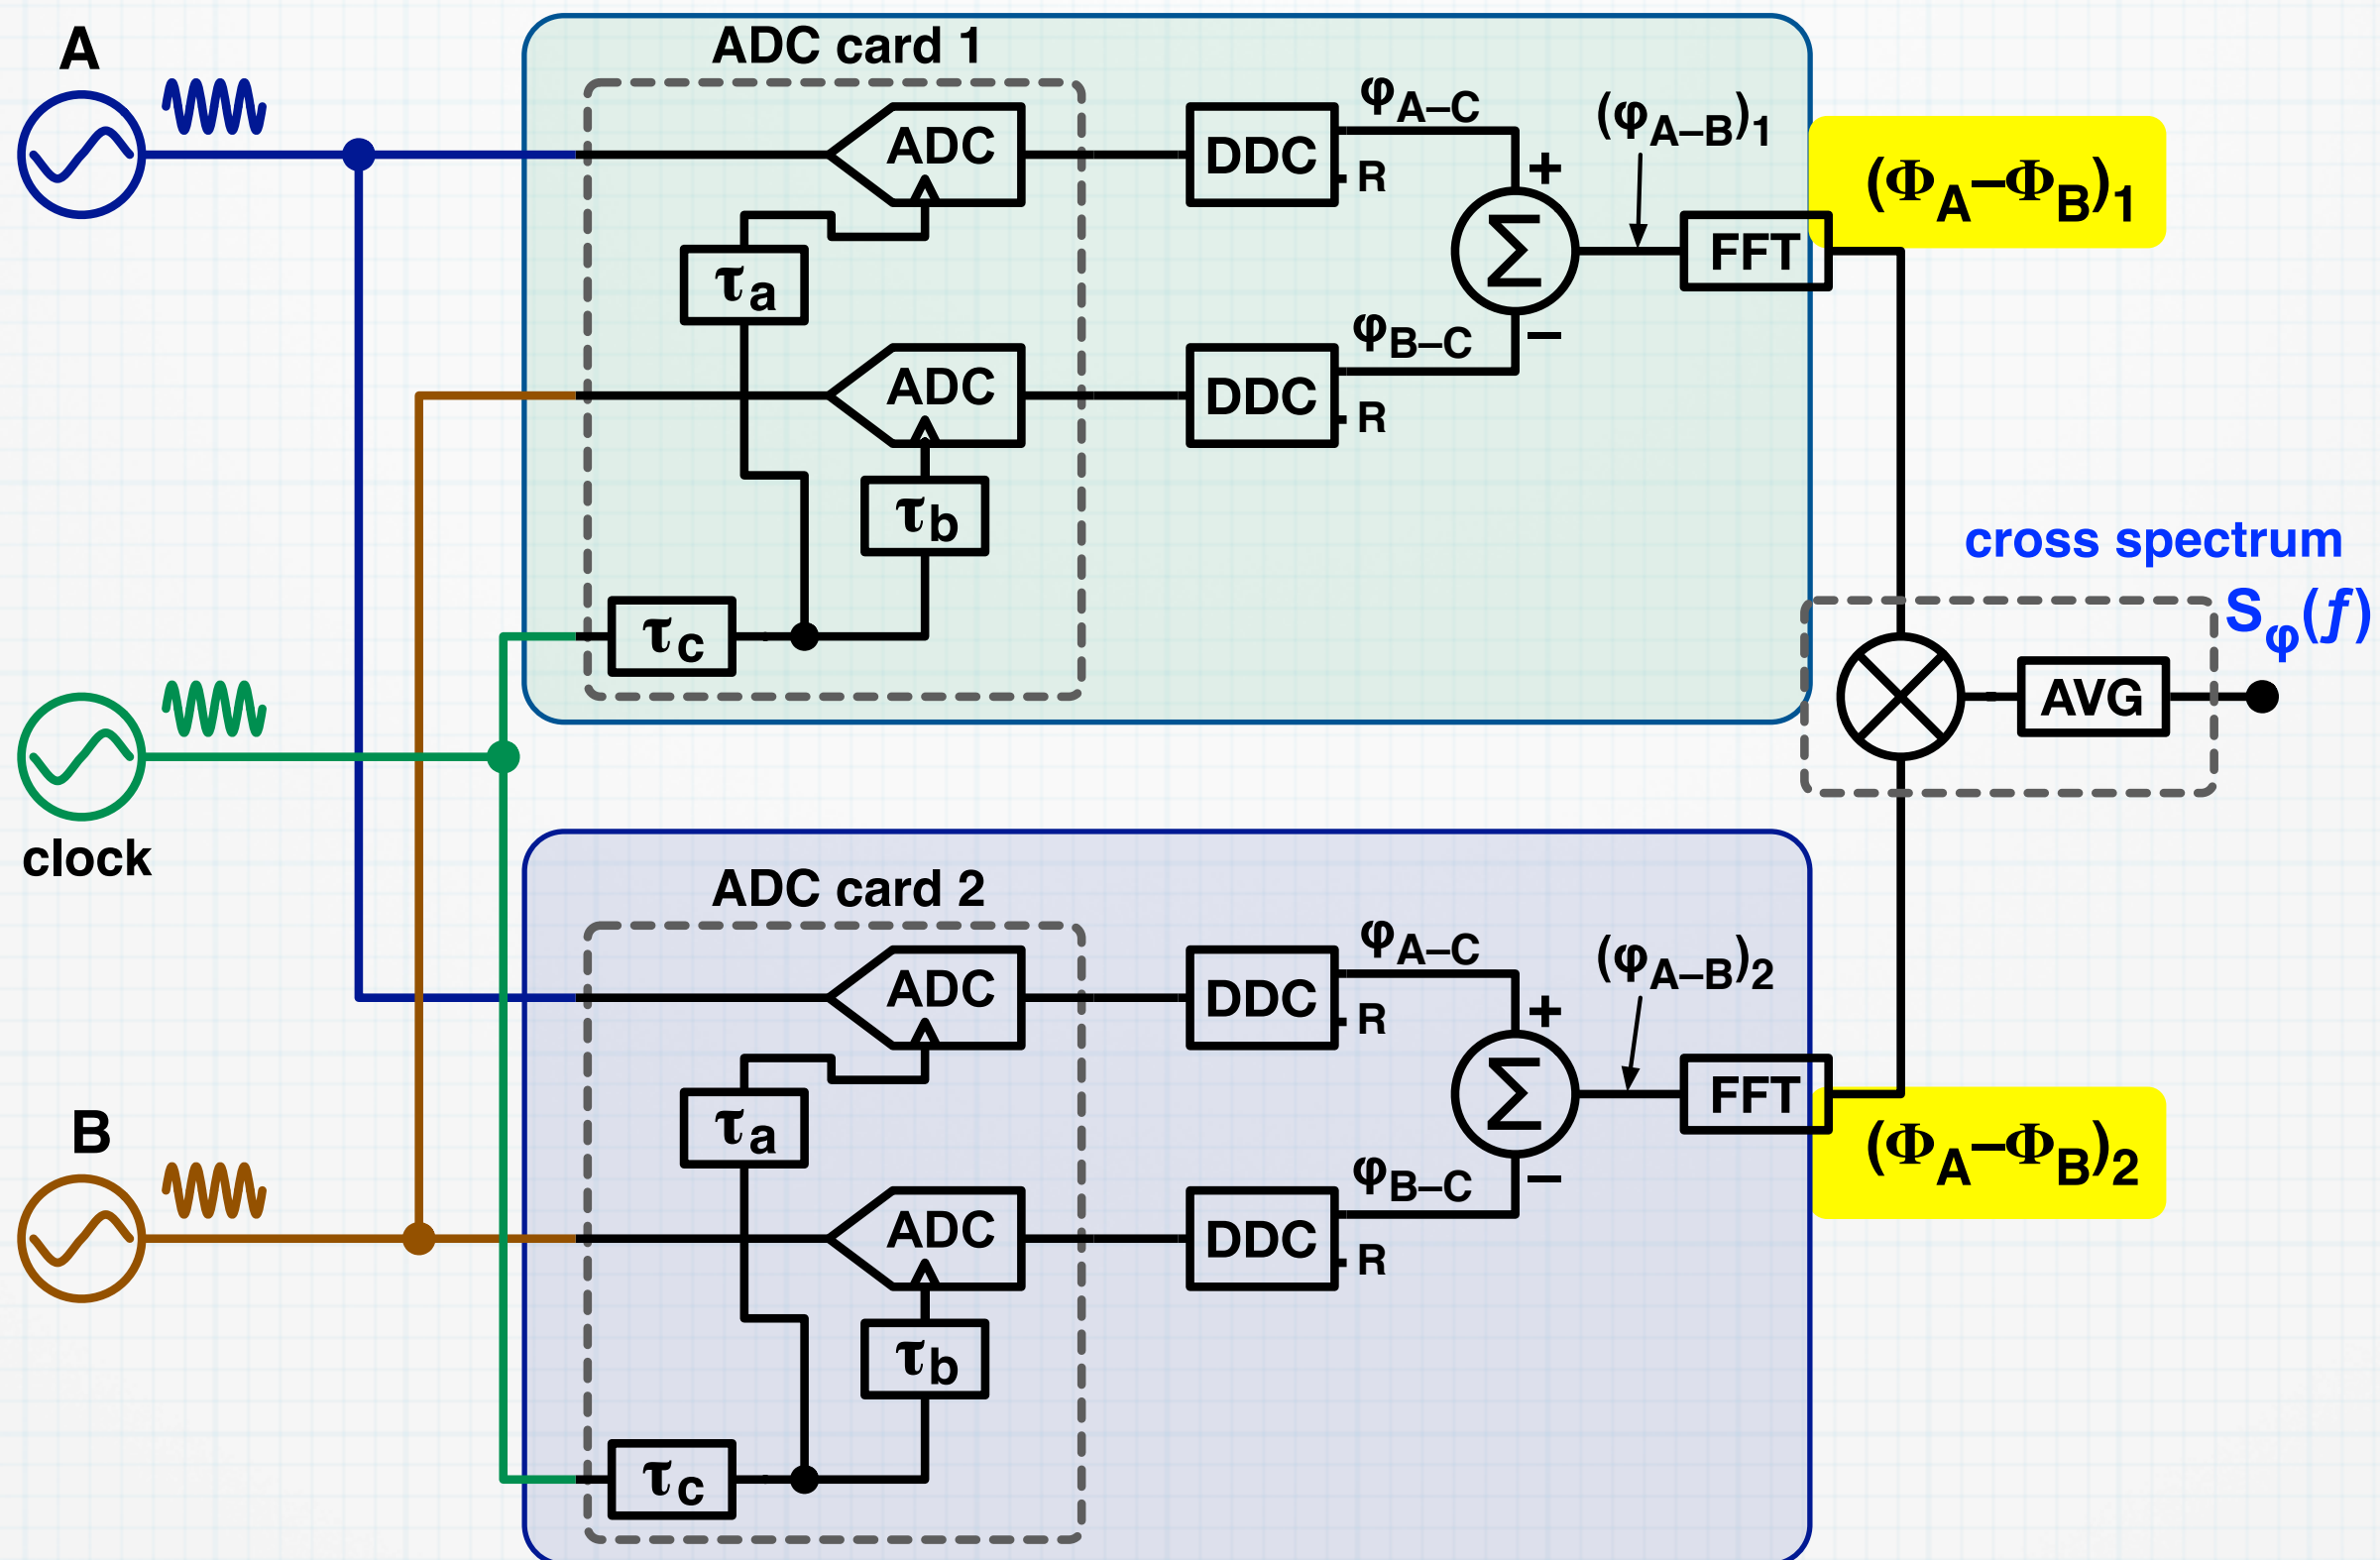 A
ADC card 1
ADC
DDC
φA–C
R
+
(φA–B)1
(ΦA–ΦB)1
τa
Σ
FFT
φB–C
–
ADC
DDC
R
τb
cross spectrum
Sφ(f)
τc
AVG
clock
ADC card 2
ADC
DDC
φA–C
R
+
(φA–B)2
B
τa
Σ
FFT
(ΦA–ΦB)2
φB–C
–
ADC
DDC
R
τb
τc